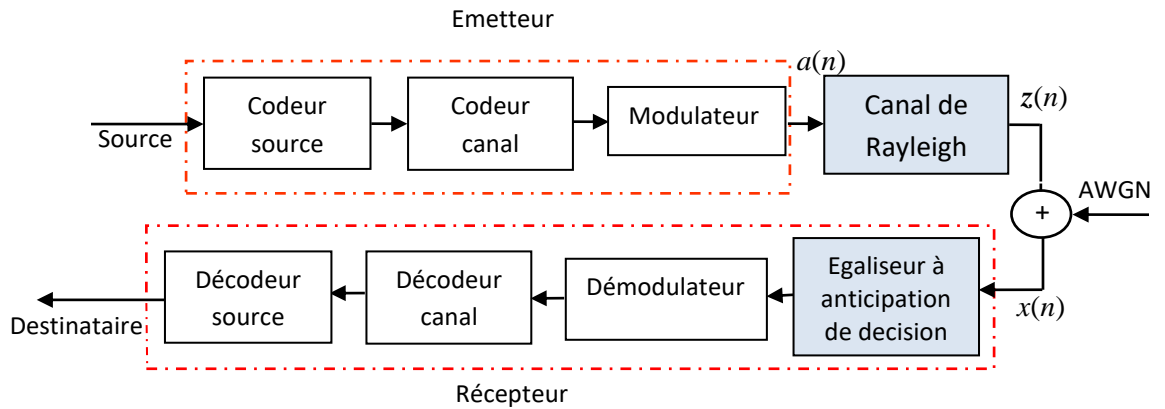 Emetteur
a(n)
Codeur
source
Codeur
canal
Modulateur
Canal de
Rayleigh
z(n)
Source
AWGN
+
Décodeur
source
Décodeur
canal
Démodulateur
Egaliseur à
anticipation
de decision
x(n)
Destinataire
Récepteur